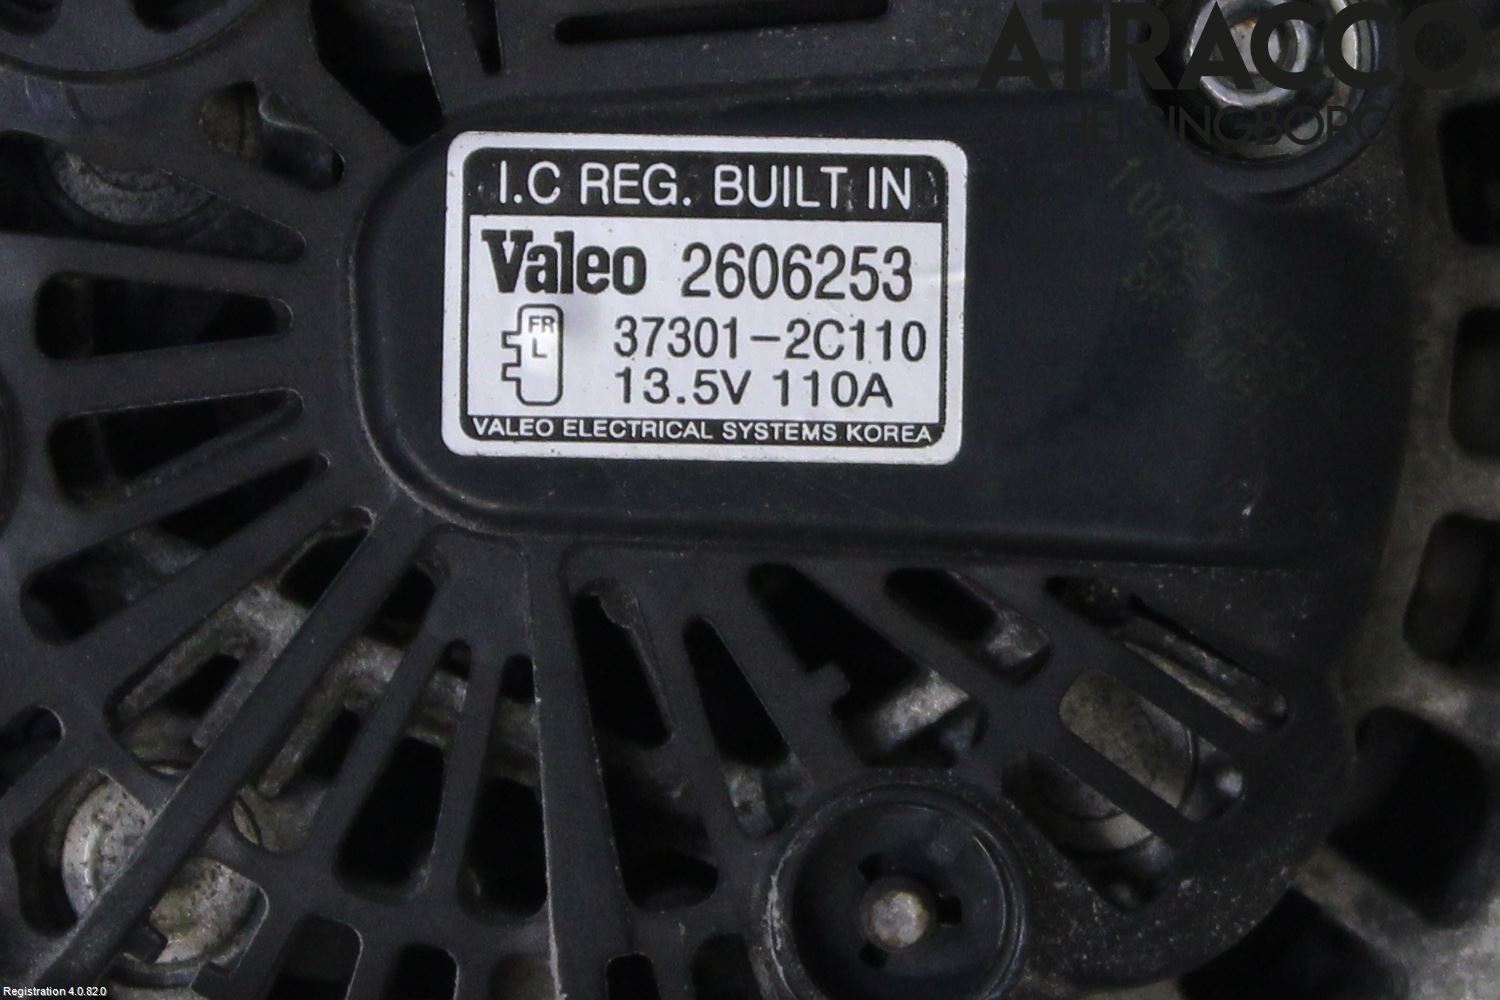 ATRACCO
HELSINGBORG
I.C REG. BUILT IN
Valeo 2606253
FR
L
37301-2C110
13.5V 110A
VALEO ELECTRICAL SYSTEMS KOREA
Registration 4.0.82.0